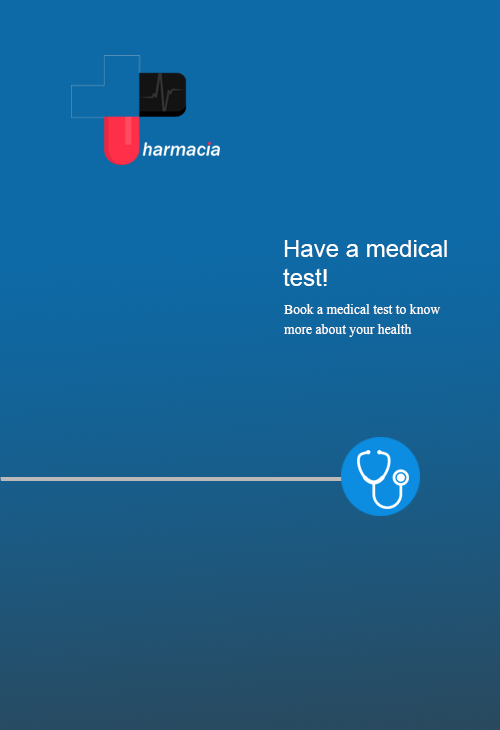 harmacia
Have a medical
test!
Book a medical test to know
more about your health